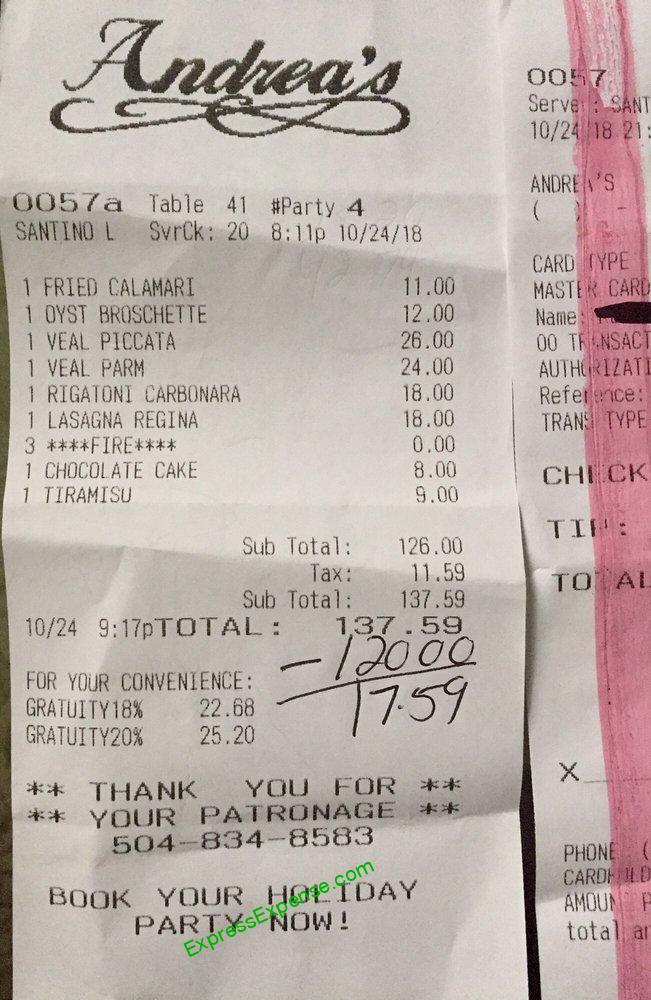 Andrea's
0057a Table 41 #Party 4
SANTINO L SvrCk: 20 8:11p 10/24/18
1 FRIED CALAMARI 11.00
1 OYST BROSCHETTE 12.00
1 VEAL PICCATA 26.00
1 VEAL PARM 24.00
1 RIGATONI CARBONARA 18.00
1 LASAGNA REGINA 18.00
3 ****FIRE**** 0.00
1 CHOCOLATE CAKE 8.00
1 TIRAMISU 9.00
Sub Total: 126.00
Tax: 11.59
Sub Total: 137.59
10/24 9:17pTOTAL: 137.59
- 12000
17.59
FOR YOUR CONVENIENCE:
GRATUITY18% 22.68
GRATUITY20% 25.20
** THANK YOU FOR **
** YOUR PATRONAGE **
504-834-8583
BOOK YOUR HOLIDAY
PARTY NOW!
ExpressExpense.com
0057
Serve : SANT
10/24/18 21:
ANDREA'S
( ) -
CARD TYPE
MASTER CARD
Name:
00 TRANSACT
AUTHORIZATI
Reference:
TRANS TYPE
CHECK
TIP:
TOTAL
X
PHONE (
CARDHOLD
AMOUN P
total a